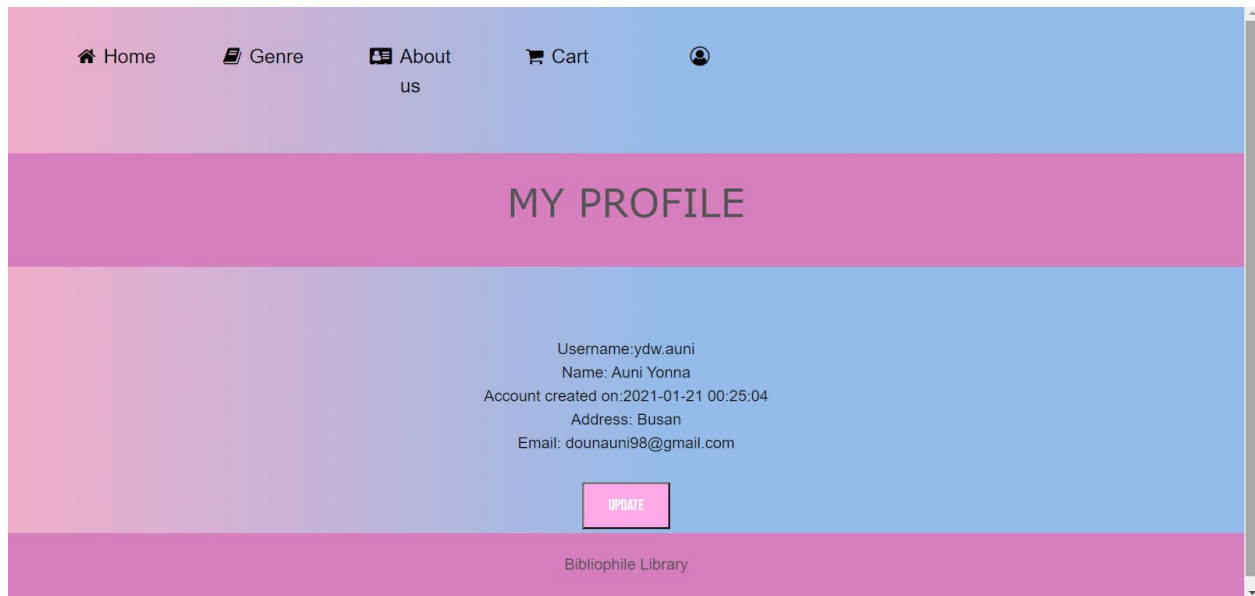 Home
Genre
About
us
Cart
MY PROFILE
Username:ydw.auni
Name: Auni Yonna
Account created on:2021-01-21 00:25:04
Address: Busan
Email: dounauni98@gmail.com
UPDATE
Bibliophile Library